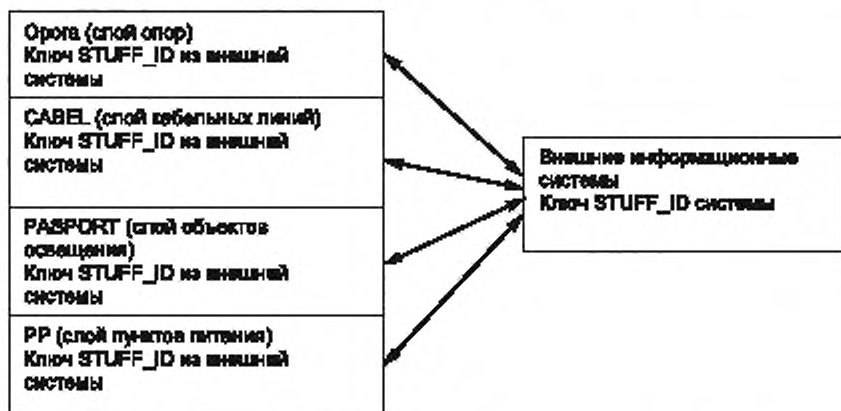 Opora (слой опор)
Ключ STUFF_ID из внешней
системы
CABEL (слой кабельных линий)
Ключ STUFF_ID из внешней
системы
PASPORT (слой объектов
освещения)
Ключ STUFF_ID из внешней
системы
PP (слой пунктов питания)
Ключ STUFF_ID из внешней
системы
Внешние информационные
системы
Ключ STUFF_ID системы